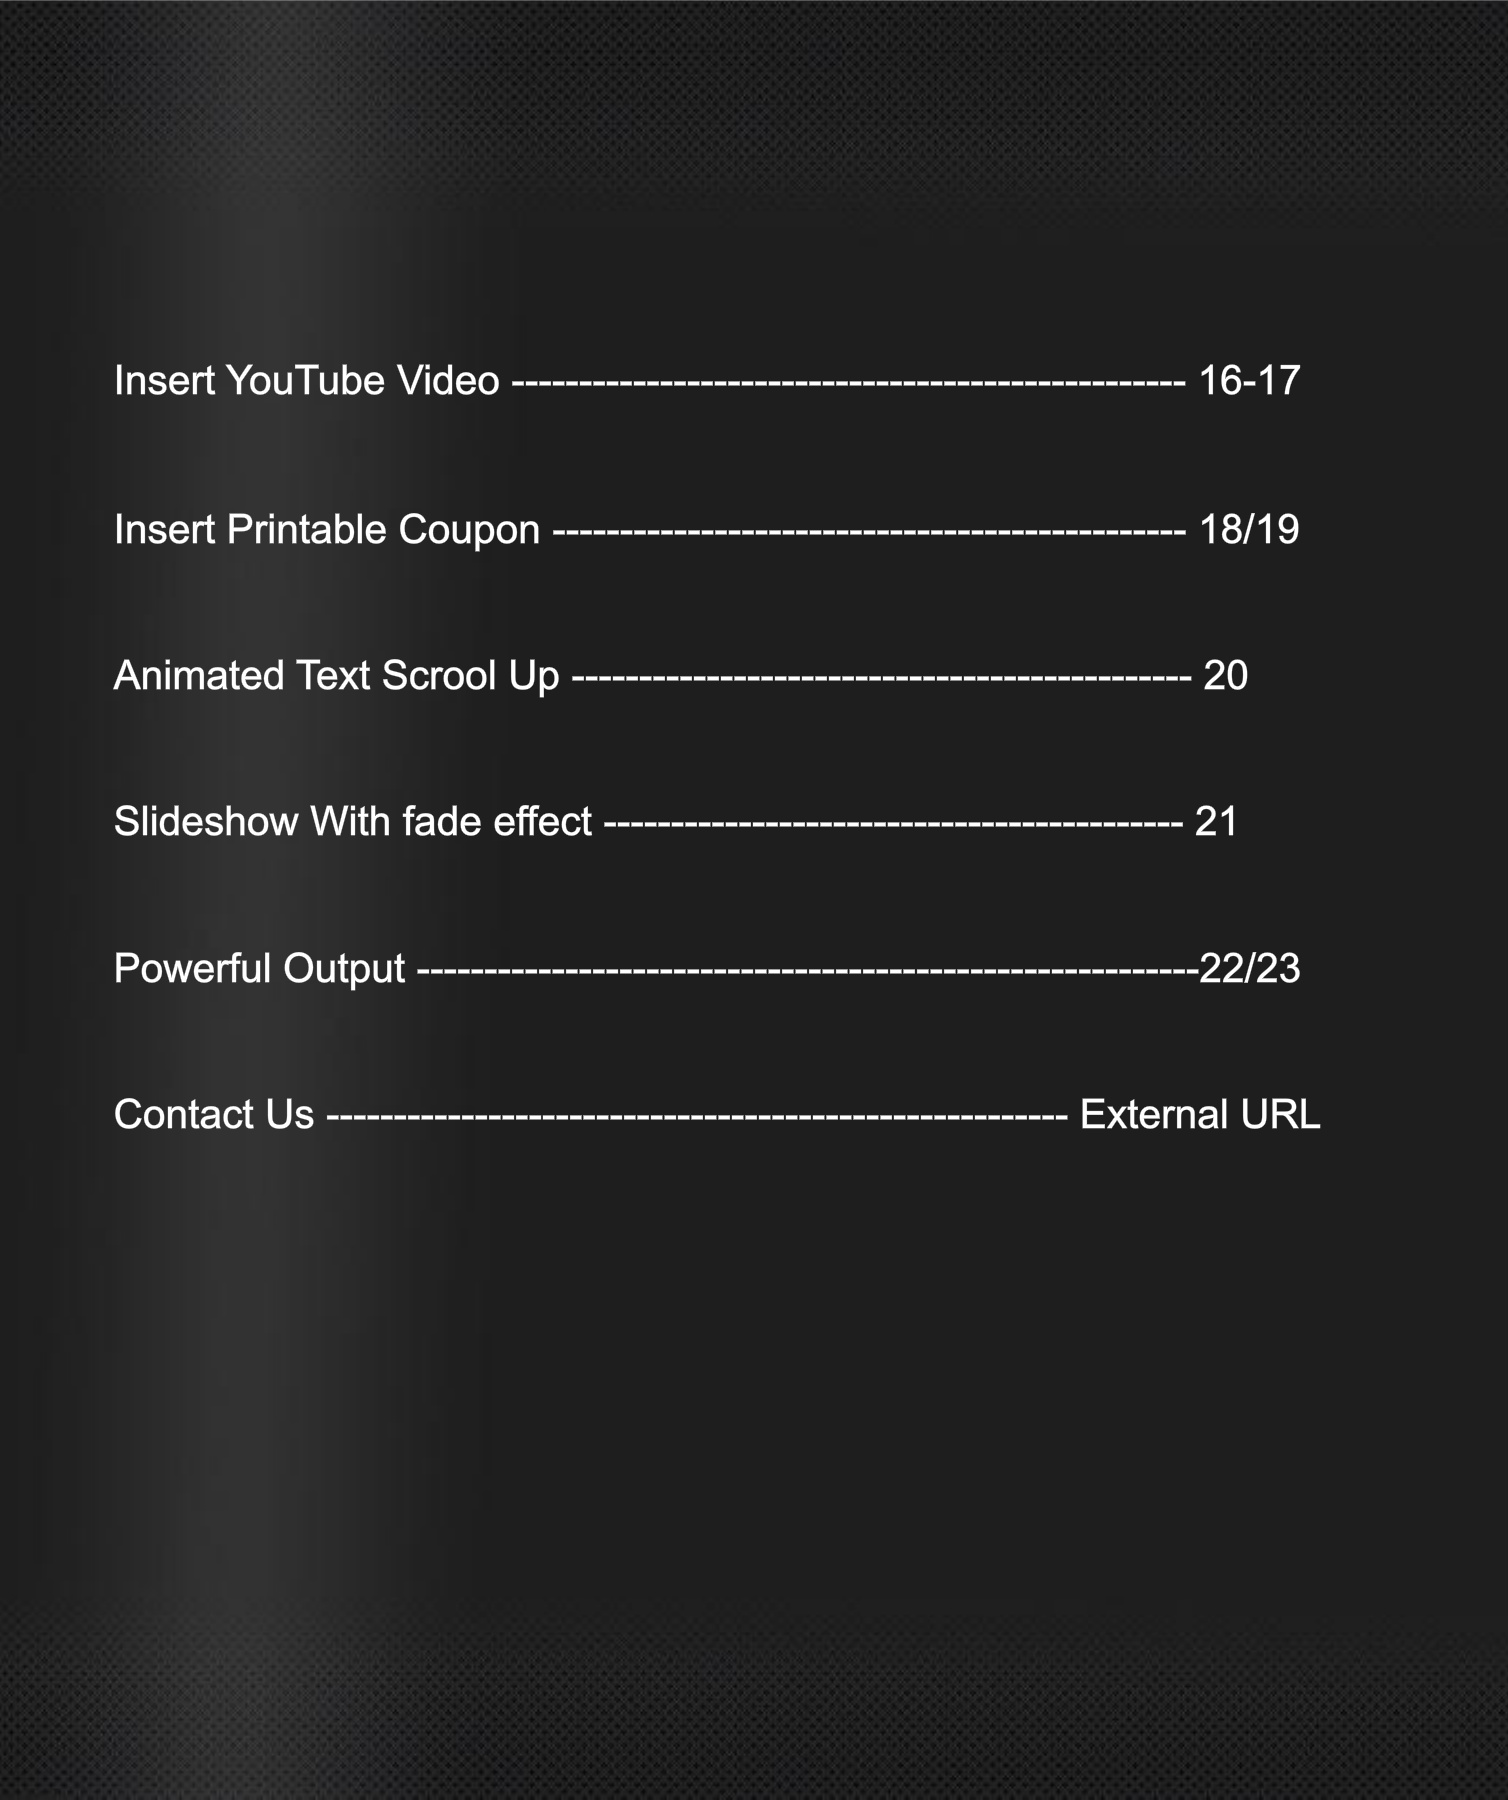 Insert YouTube Video -------------------------------------------------- 16-17
Insert Printable Coupon ----------------------------------------------- 18/19
Animated Text Scrool Up ---------------------------------------------- 20
Slideshow With fade effect ------------------------------------------- 21
Powerful Output ----------------------------------------------------------22/23
Contact Us ------------------------------------------------------- External URL